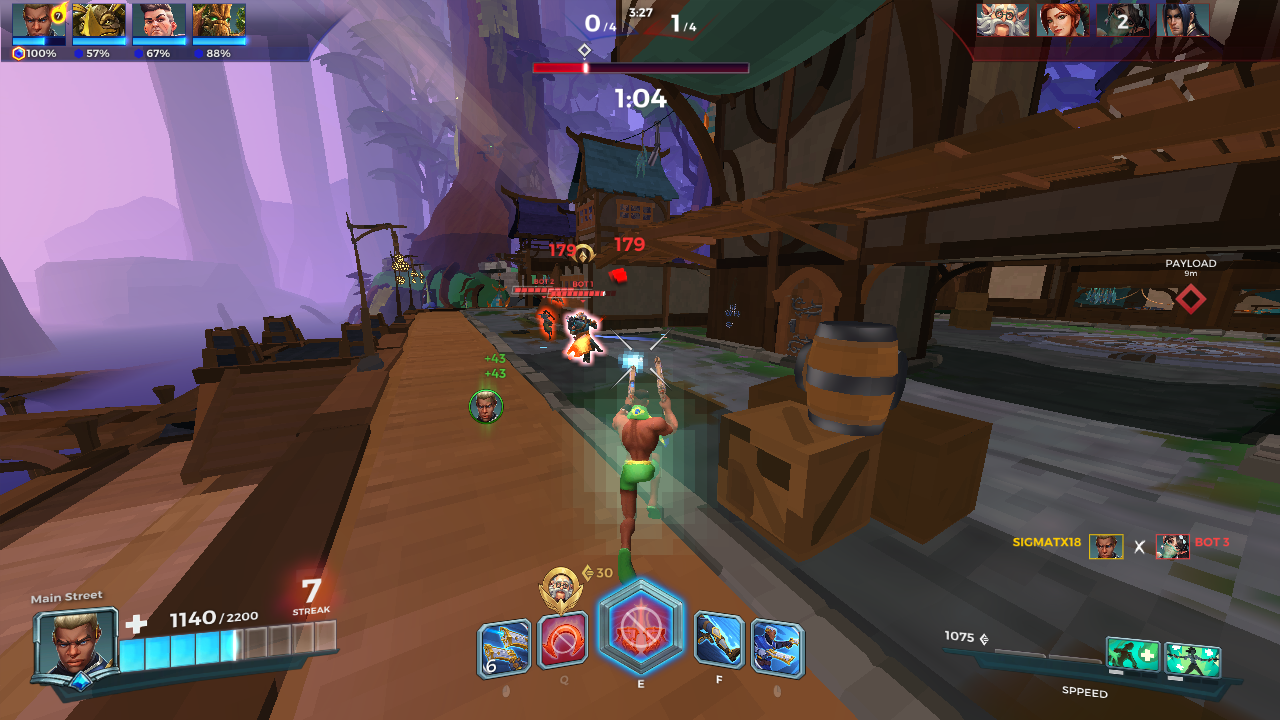 7
100%
57%
67%
88%
0/4
3:27
1/4
1:04
2
179
179
BOT 2
BOT 1
PAYLOAD
9m
+43
+43
SIGMATX18
X
BOT 3
30
7
STREAK
Main Street
1140/2200
6
Q
E
F
1075
SPPEED